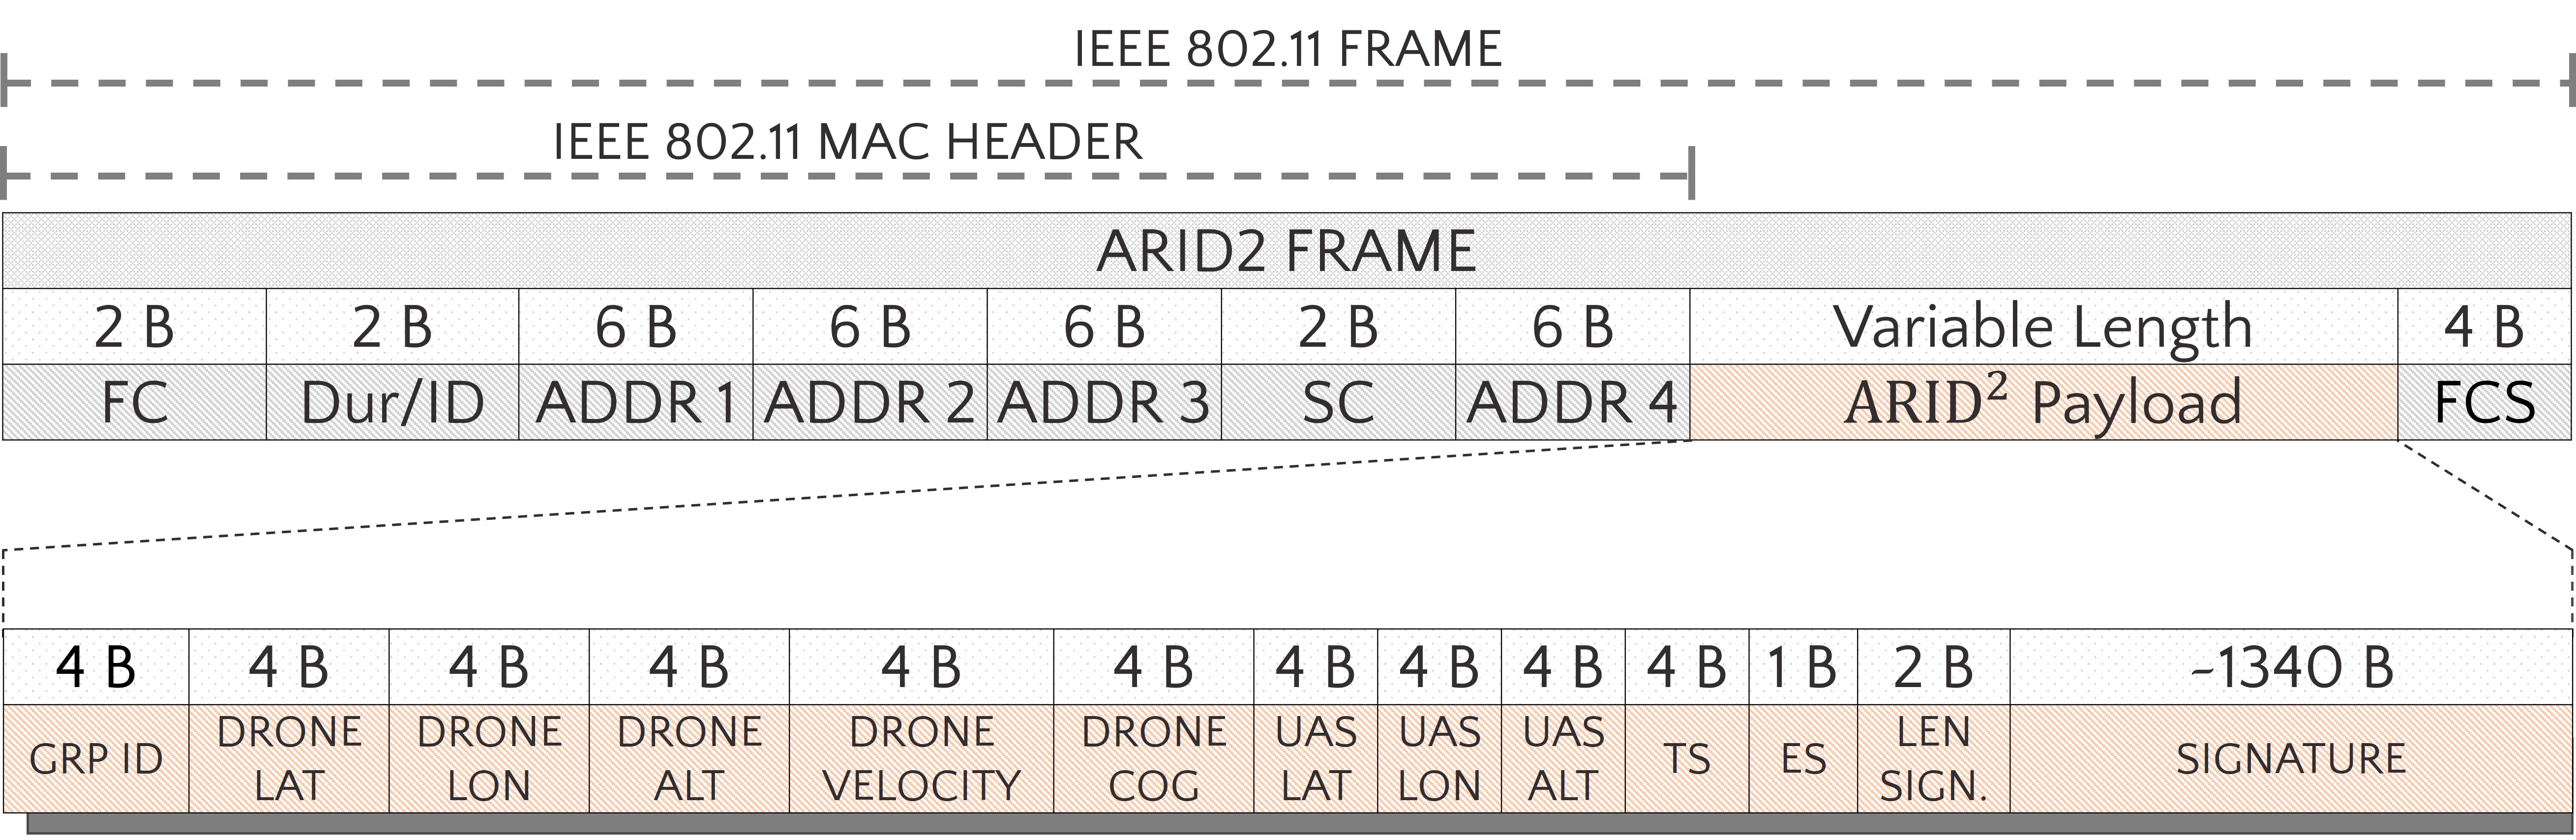 IEEE 802.11 FRAME
IEEE 802.11 MAC HEADER
ARID2 FRAME
2 B 2 B 6 B 6 B 6 B 2 B 6 B Variable Length 4 B
FC Dur/ID ADDR 1 ADDR 2 ADDR 3 SC ADDR 4 ARID² Payload FCS
4 B 4 B 4 B 4 B 4 B 4 B 4 B 4 B 4 B 4 B 1 B 2 B ~1340 B
GRP ID DRONE LAT DRONE LON DRONE ALT DRONE VELOCITY DRONE COG UAS LAT UAS LON UAS ALT TS ES LEN SIGN. SIGNATURE